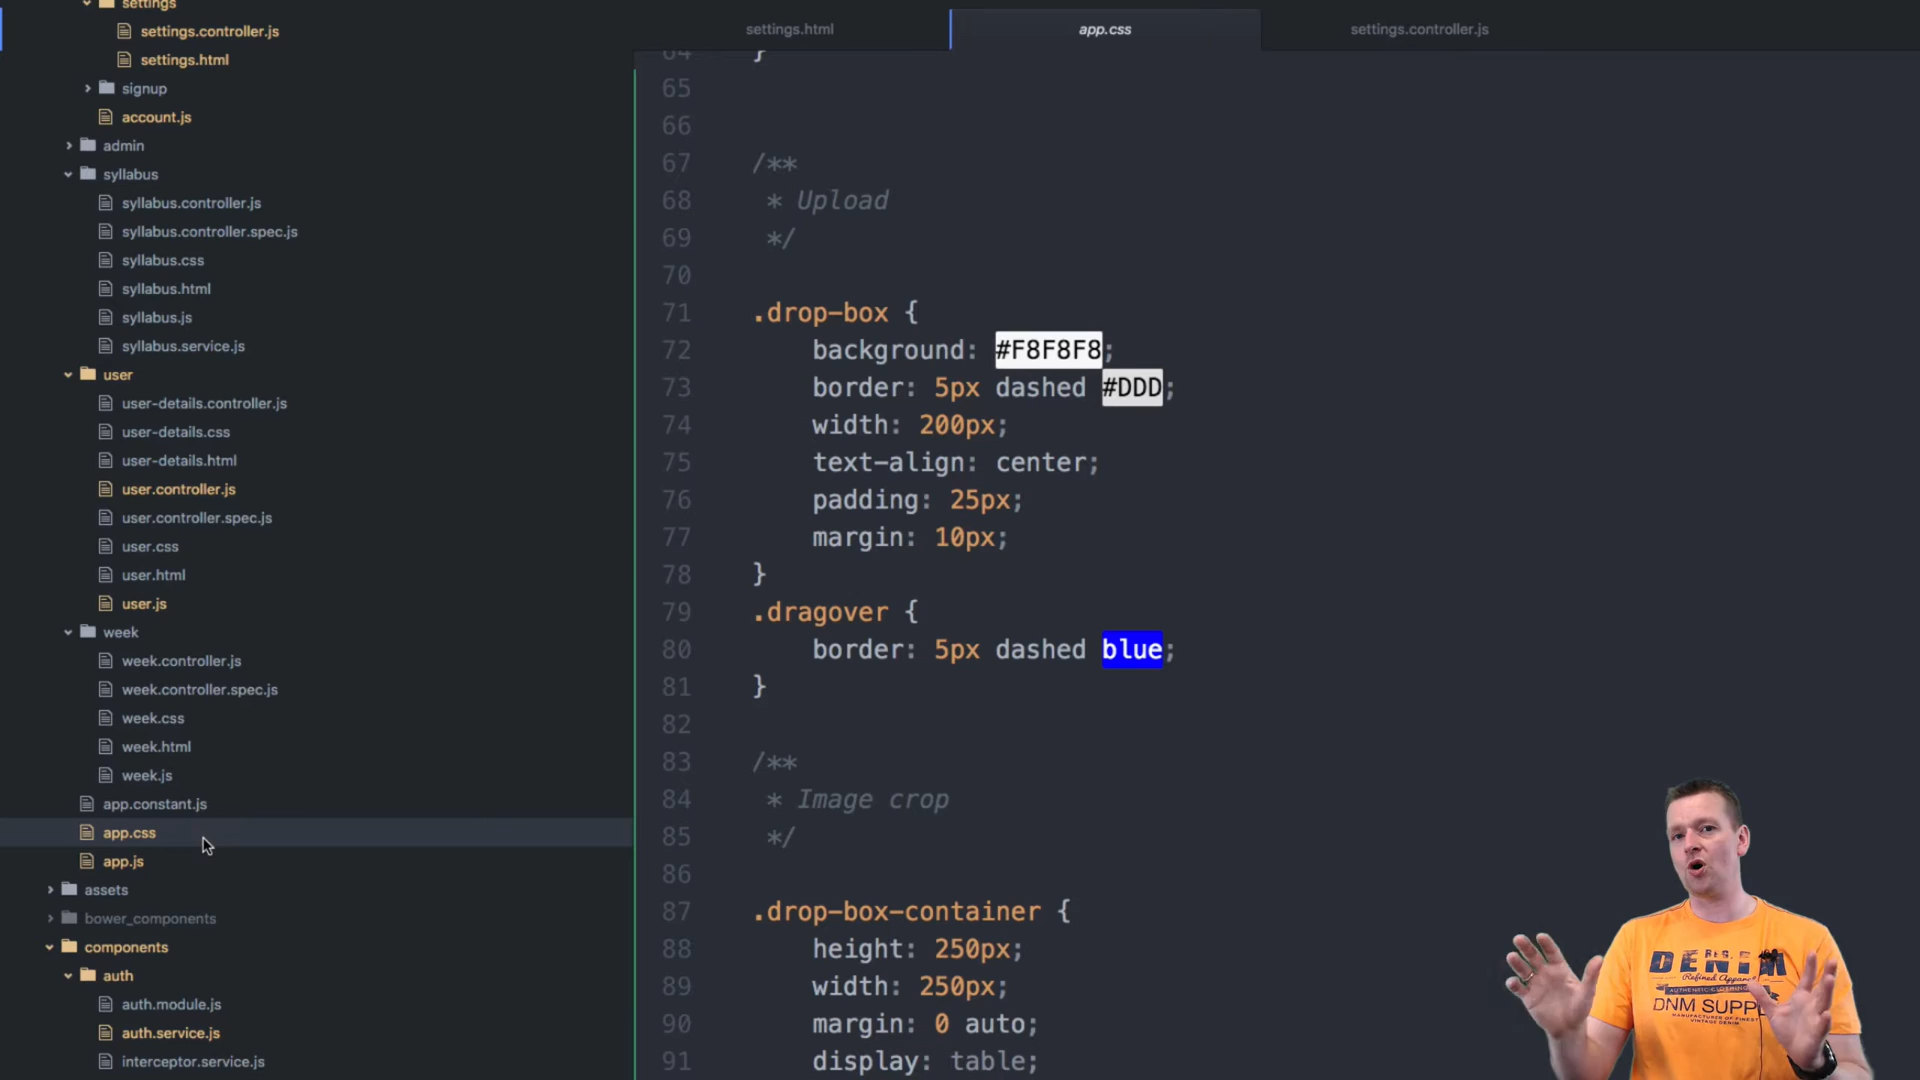 settings
settings.controller.js
settings.html
signup
account.js
admin
syllabus
syllabus.controller.js
syllabus.controller.spec.js
syllabus.css
syllabus.html
syllabus.js
syllabus.service.js
user
user-details.controller.js
user-details.css
user-details.html
user.controller.js
user.controller.spec.js
user.css
user.html
user.js
week
week.controller.js
week.controller.spec.js
week.css
week.html
week.js
app.constant.js
app.css
app.js
assets
bower_components
components
auth
auth.module.js
auth.service.js
interceptor.service.js
settings.html
app.css
settings.controller.js
64 }
65
66
67 /**
68 * Upload
69 */
70
71 .drop-box {
72 background: #F8F8F8;
73 border: 5px dashed #DDD;
74 width: 200px;
75 text-align: center;
76 padding: 25px;
77 margin: 10px;
78 }
79 .dragover {
80 border: 5px dashed blue;
81 }
82
83 /**
84 * Image crop
85 */
86
87 .drop-box-container {
88 height: 250px;
89 width: 250px;
90 margin: 0 auto;
91 display: table;
DENIM
DNM SUPP